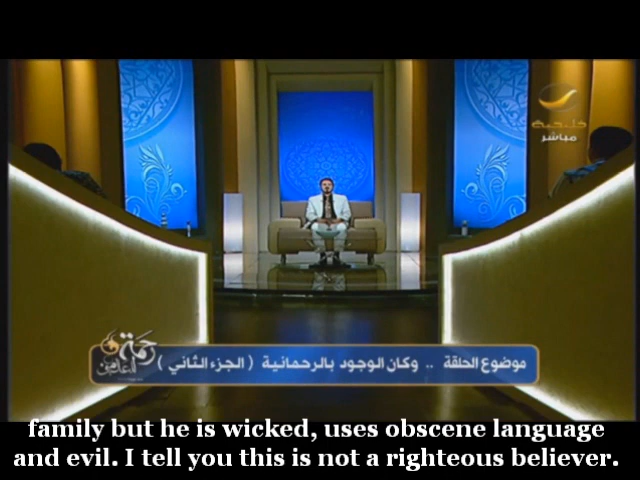 خليجية
مباشر
رحمة للعالمين
موضوع الحلقة .. وكان الوجود بالرحمانية ( الجزء الثاني )
family but he is wicked, uses obscene language
and evil. I tell you this is not a righteous believer.